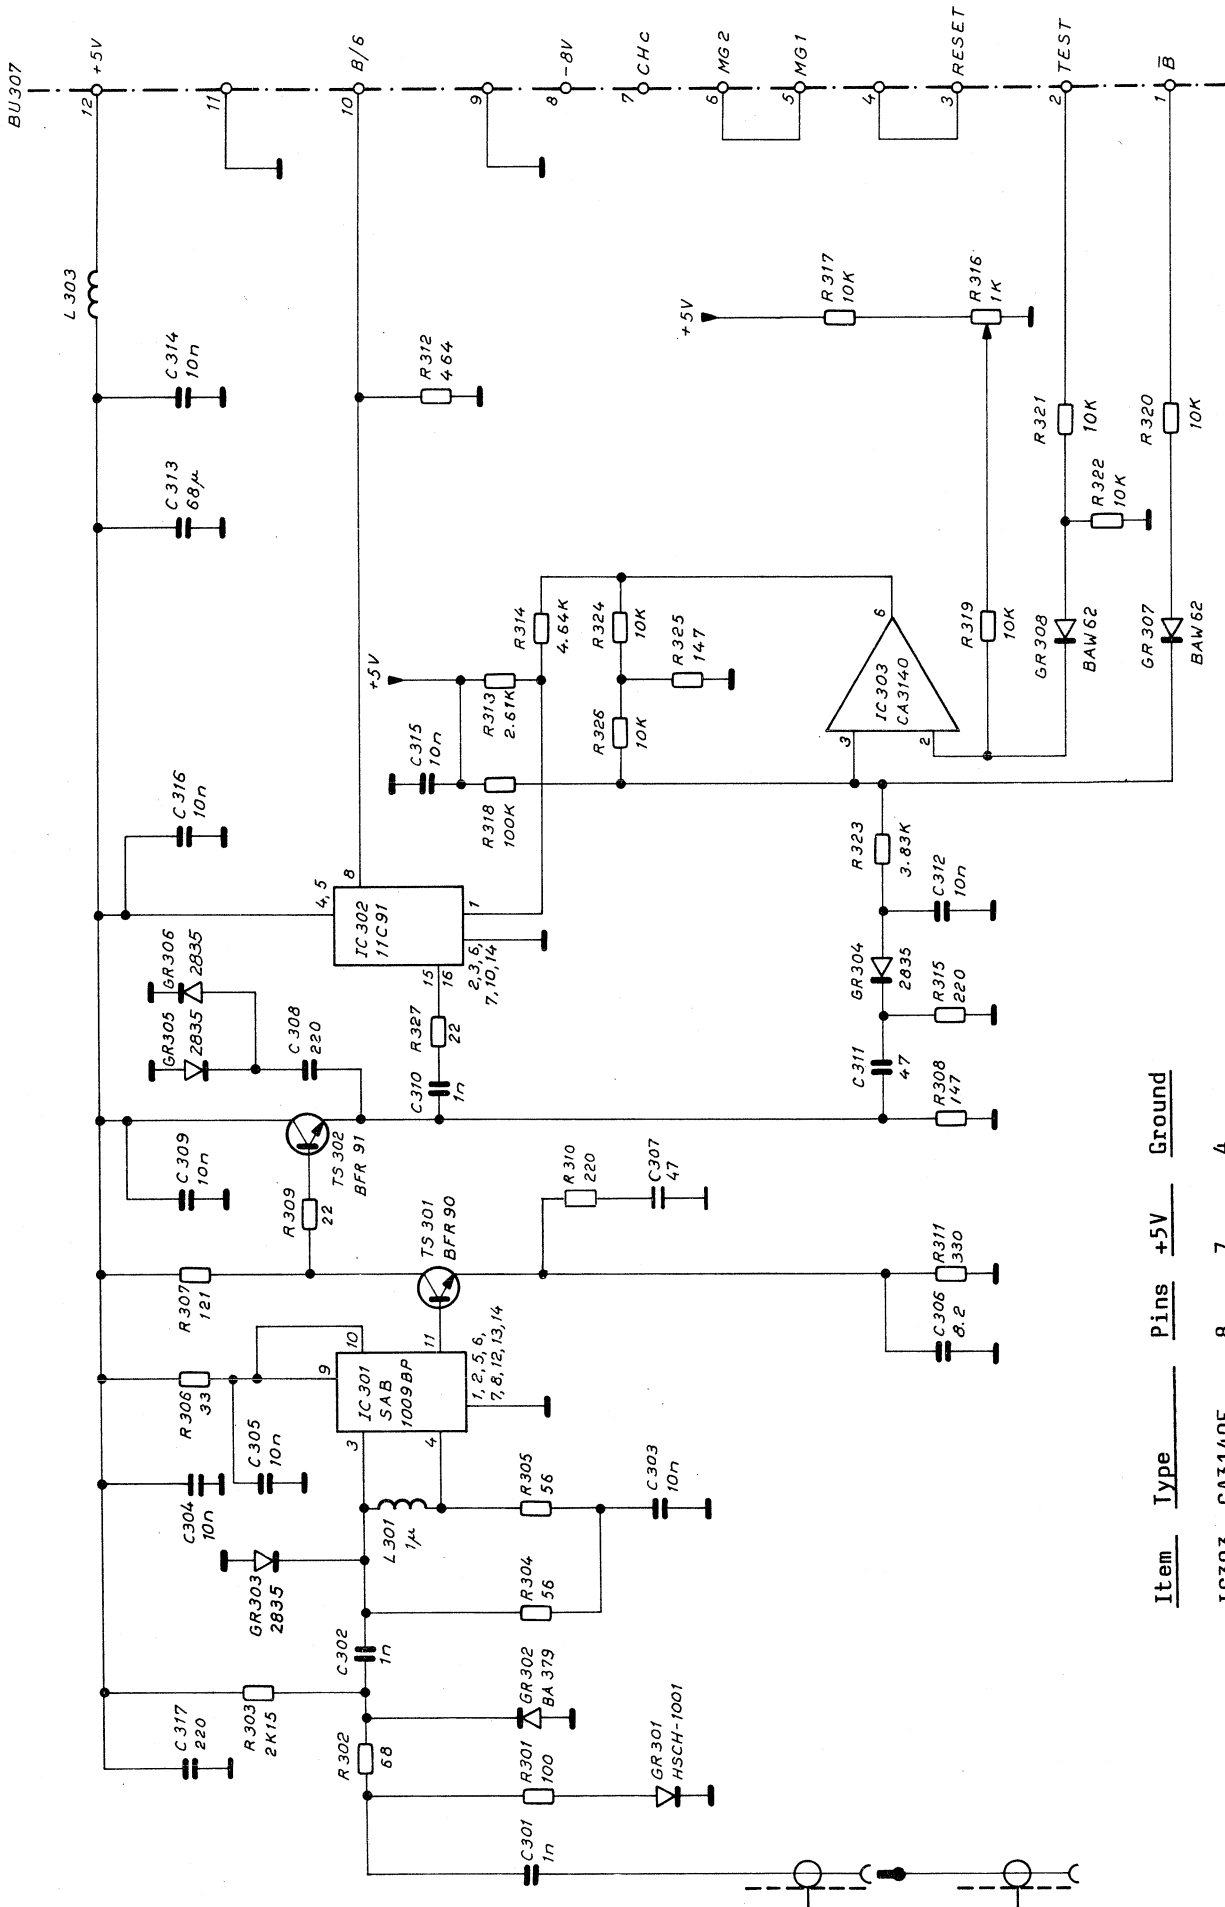 BU307
12
+5V
11
10
B/6
9
8
-8V
7
CHc
6
MG2
5
MG1
4
3
RESET
2
TEST
1
B̅
L303
C314
10n
C313
68µ
R312
464
+5V
R317
10K
R316
1K
R321
10K
R322
10K
R320
10K
R314
4.64K
R324
10K
R325
147
+5V
R313
2.61K
R326
10K
C315
10n
R318
100K
6
IC303
CA3140
3
2
R319
10K
GR308
BAW62
GR307
BAW62
C316
10n
4,5
8
IC302
11C91
1
15
16
2,3,6,
7,10,14
R323
3.83K
C312
10n
GR304
2835
R315
220
C311
47
R308
147
GR306
2835
GR305
2835
C308
220
R327
22
C310
1n
C309
10n
TS302
BFR 91
R309
22
R310
220
C307
47
TS301
BFR90
R307
121
R311
330
C306
8.2
R306
33
9
10
11
IC301
SAB
1009BP
3
4
1,2,5,6,
7,8,12,13,14
C305
10n
C304
10n
L301
1µ
R305
56
C303
10n
GR303
2835
R304
56
C302
1n
C317
220
R303
2K15
R302
68
GR302
BA379
R301
100
GR301
HSCH-1001
C301
1n
Item Type Pins +5V Ground
IC303 CA3140E 8 7 4